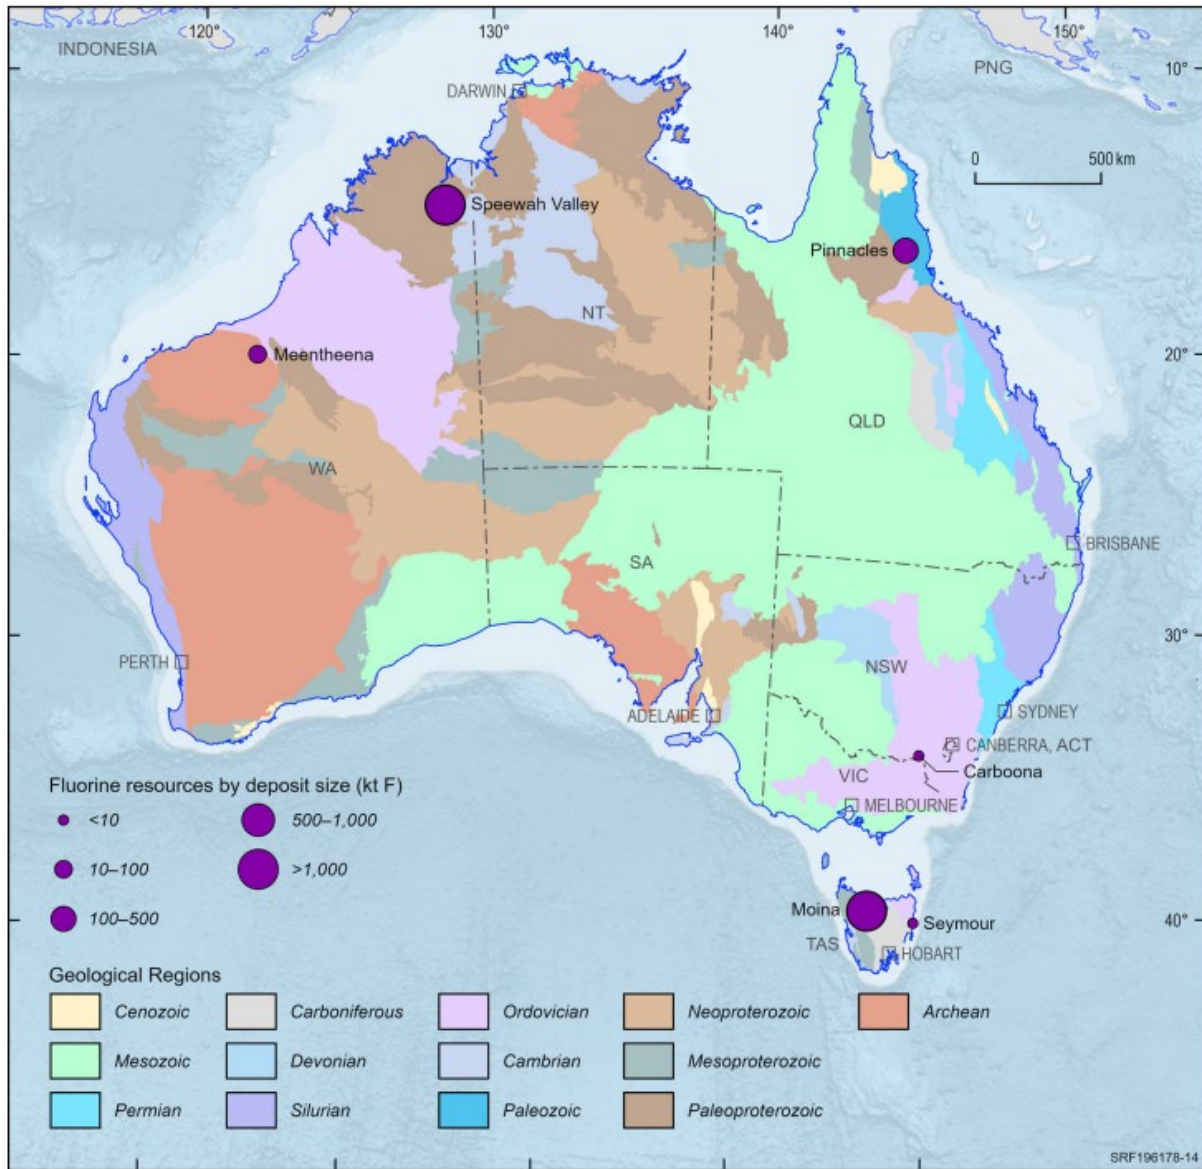 120°
130°
140°
150°
INDONESIA
PNG
10°
DARWIN
0
500 km
Speewah Valley
Pinnacles
NT
Meentheena
20°
QLD
WA
BRISBANE
SA
30°
PERTH
NSW
ADELAIDE
SYDNEY
CANBERRA, ACT
Carboona
VIC
MELBOURNE
Fluorine resources by deposit size (kt F)
<10
500–1,000
10–100
>1,000
100–500
Moina
Seymour
40°
TAS
HOBART
Geological Regions
Cenozoic
Carboniferous
Ordovician
Neoproterozoic
Archean
Mesozoic
Devonian
Cambrian
Mesoproterozoic
Permian
Silurian
Paleozoic
Paleoproterozoic
SRF196178-14